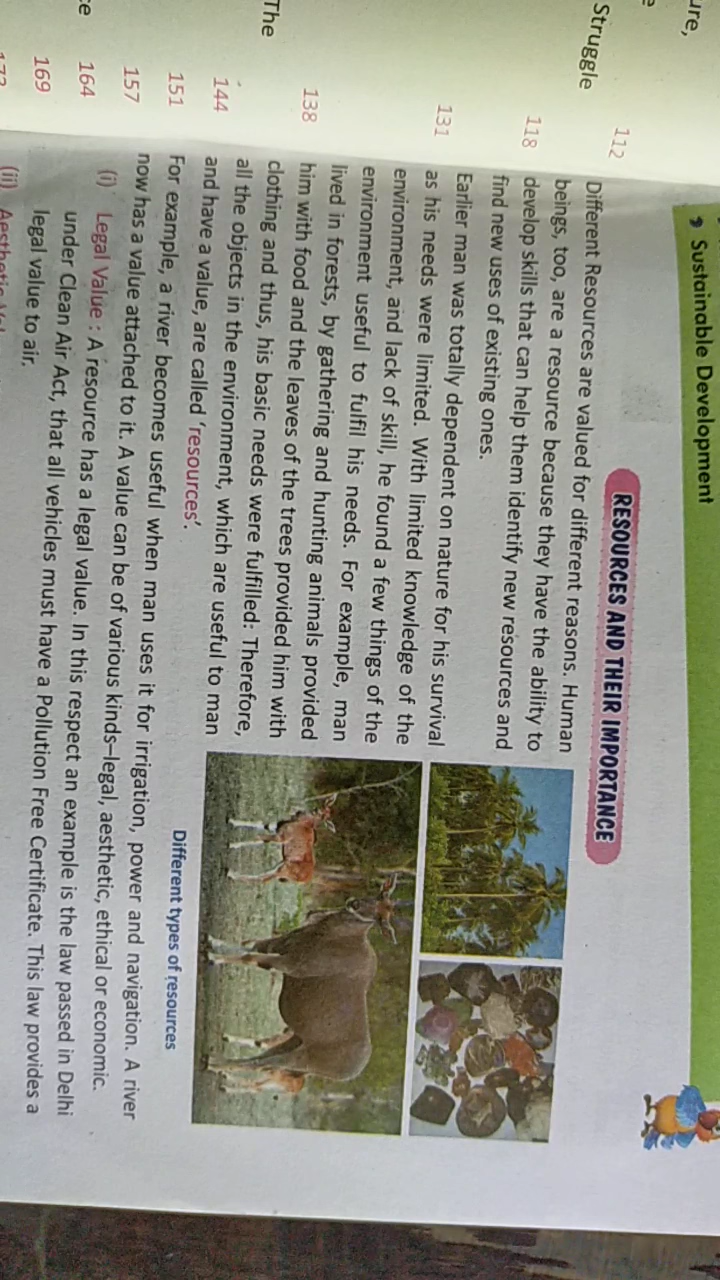 ure,
Struggle
The
112
118
131
138
144
151
157
164
169
Sustainable Development
RESOURCES AND THEIR IMPORTANCE
Different Resources are valued for different reasons. Human
beings, too, are a resource because they have the ability to
develop skills that can help them identify new resources and
find new uses of existing ones.
Earlier man was totally dependent on nature for his survival
as his needs were limited. With limited knowledge of the
environment, and lack of skill, he found a few things of the
environment useful to fulfil his needs. For example, man
lived in forests, by gathering and hunting animals provided
him with food and the leaves of the trees provided him with
clothing and thus, his basic needs were fulfilled: Therefore,
all the objects in the environment, which are useful to man
and have a value, are called 'resources'.
Different types of resources
For example, a river becomes useful when man uses it for irrigation, power and navigation. A river
now has a value attached to it. A value can be of various kinds–legal, aesthetic, ethical or economic.
(i) Legal Value : A resource has a legal value. In this respect an example is the law passed in Delhi
under Clean Air Act, that all vehicles must have a Pollution Free Certificate. This law provides a
legal value to air.
(ii) Aesthetic